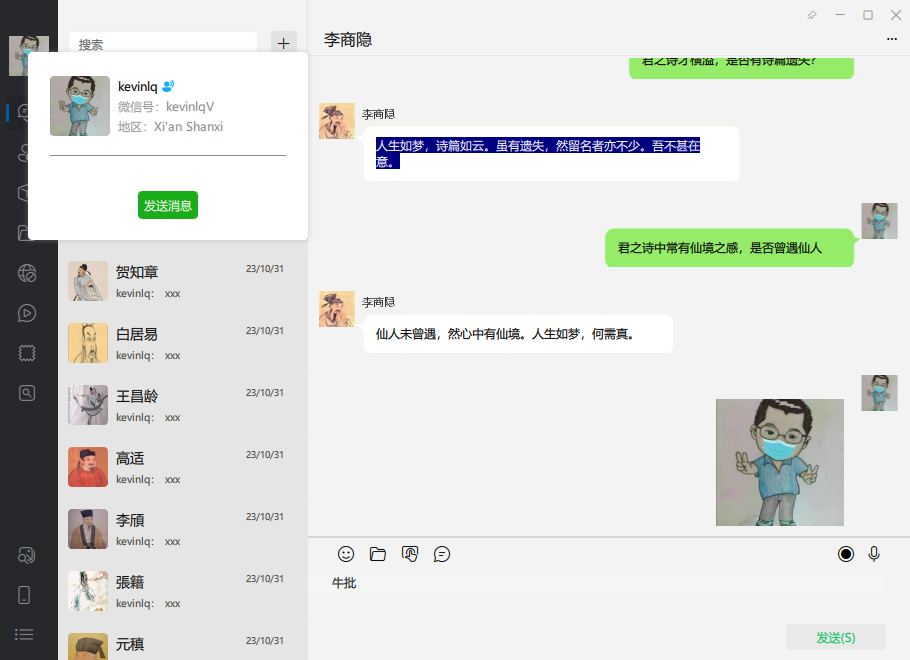 搜索
kevinlq
微信号：kevinlqV
地区：Xi'an Shanxi
发送消息
贺知章 23/10/31
kevinlq： xxx
白居易 23/10/31
kevinlq： xxx
王昌龄 23/10/31
kevinlq： xxx
高适 23/10/31
kevinlq： xxx
李頎 23/10/31
kevinlq： xxx
張籍 23/10/31
kevinlq： xxx
元稹 23/10/31
李商隐
君之诗才横溢，是否有诗篇遗失？
李商隐
人生如梦，诗篇如云。虽有遗失，然留名者亦不少。吾不甚在
意。
君之诗中常有仙境之感，是否曾遇仙人
李商隐
仙人未曾遇，然心中有仙境。人生如梦，何需真。
牛批
发送(S)